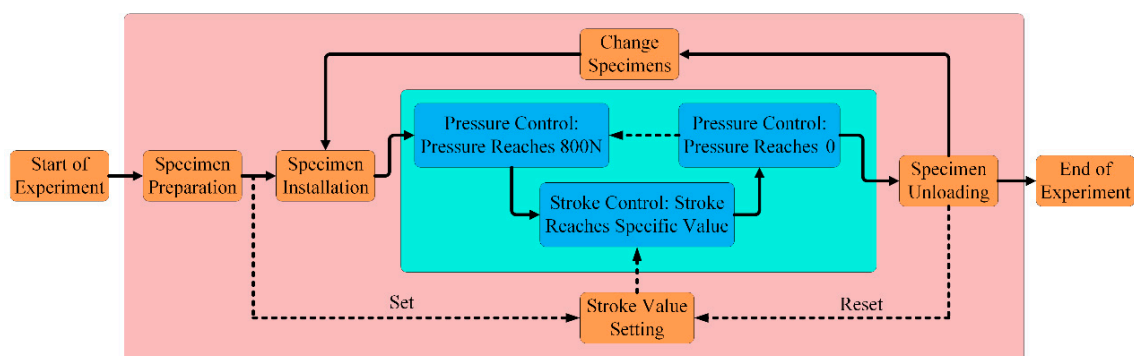 Change
Specimens
Pressure Control:
Pressure Reaches 800N
Pressure Control:
Pressure Reaches 0
Start of
Experiment
Specimen
Preparation
Specimen
Installation
Specimen
Unloading
End of
Experiment
Stroke Control: Stroke
Reaches Specific Value
Set
Stroke Value
Setting
Reset